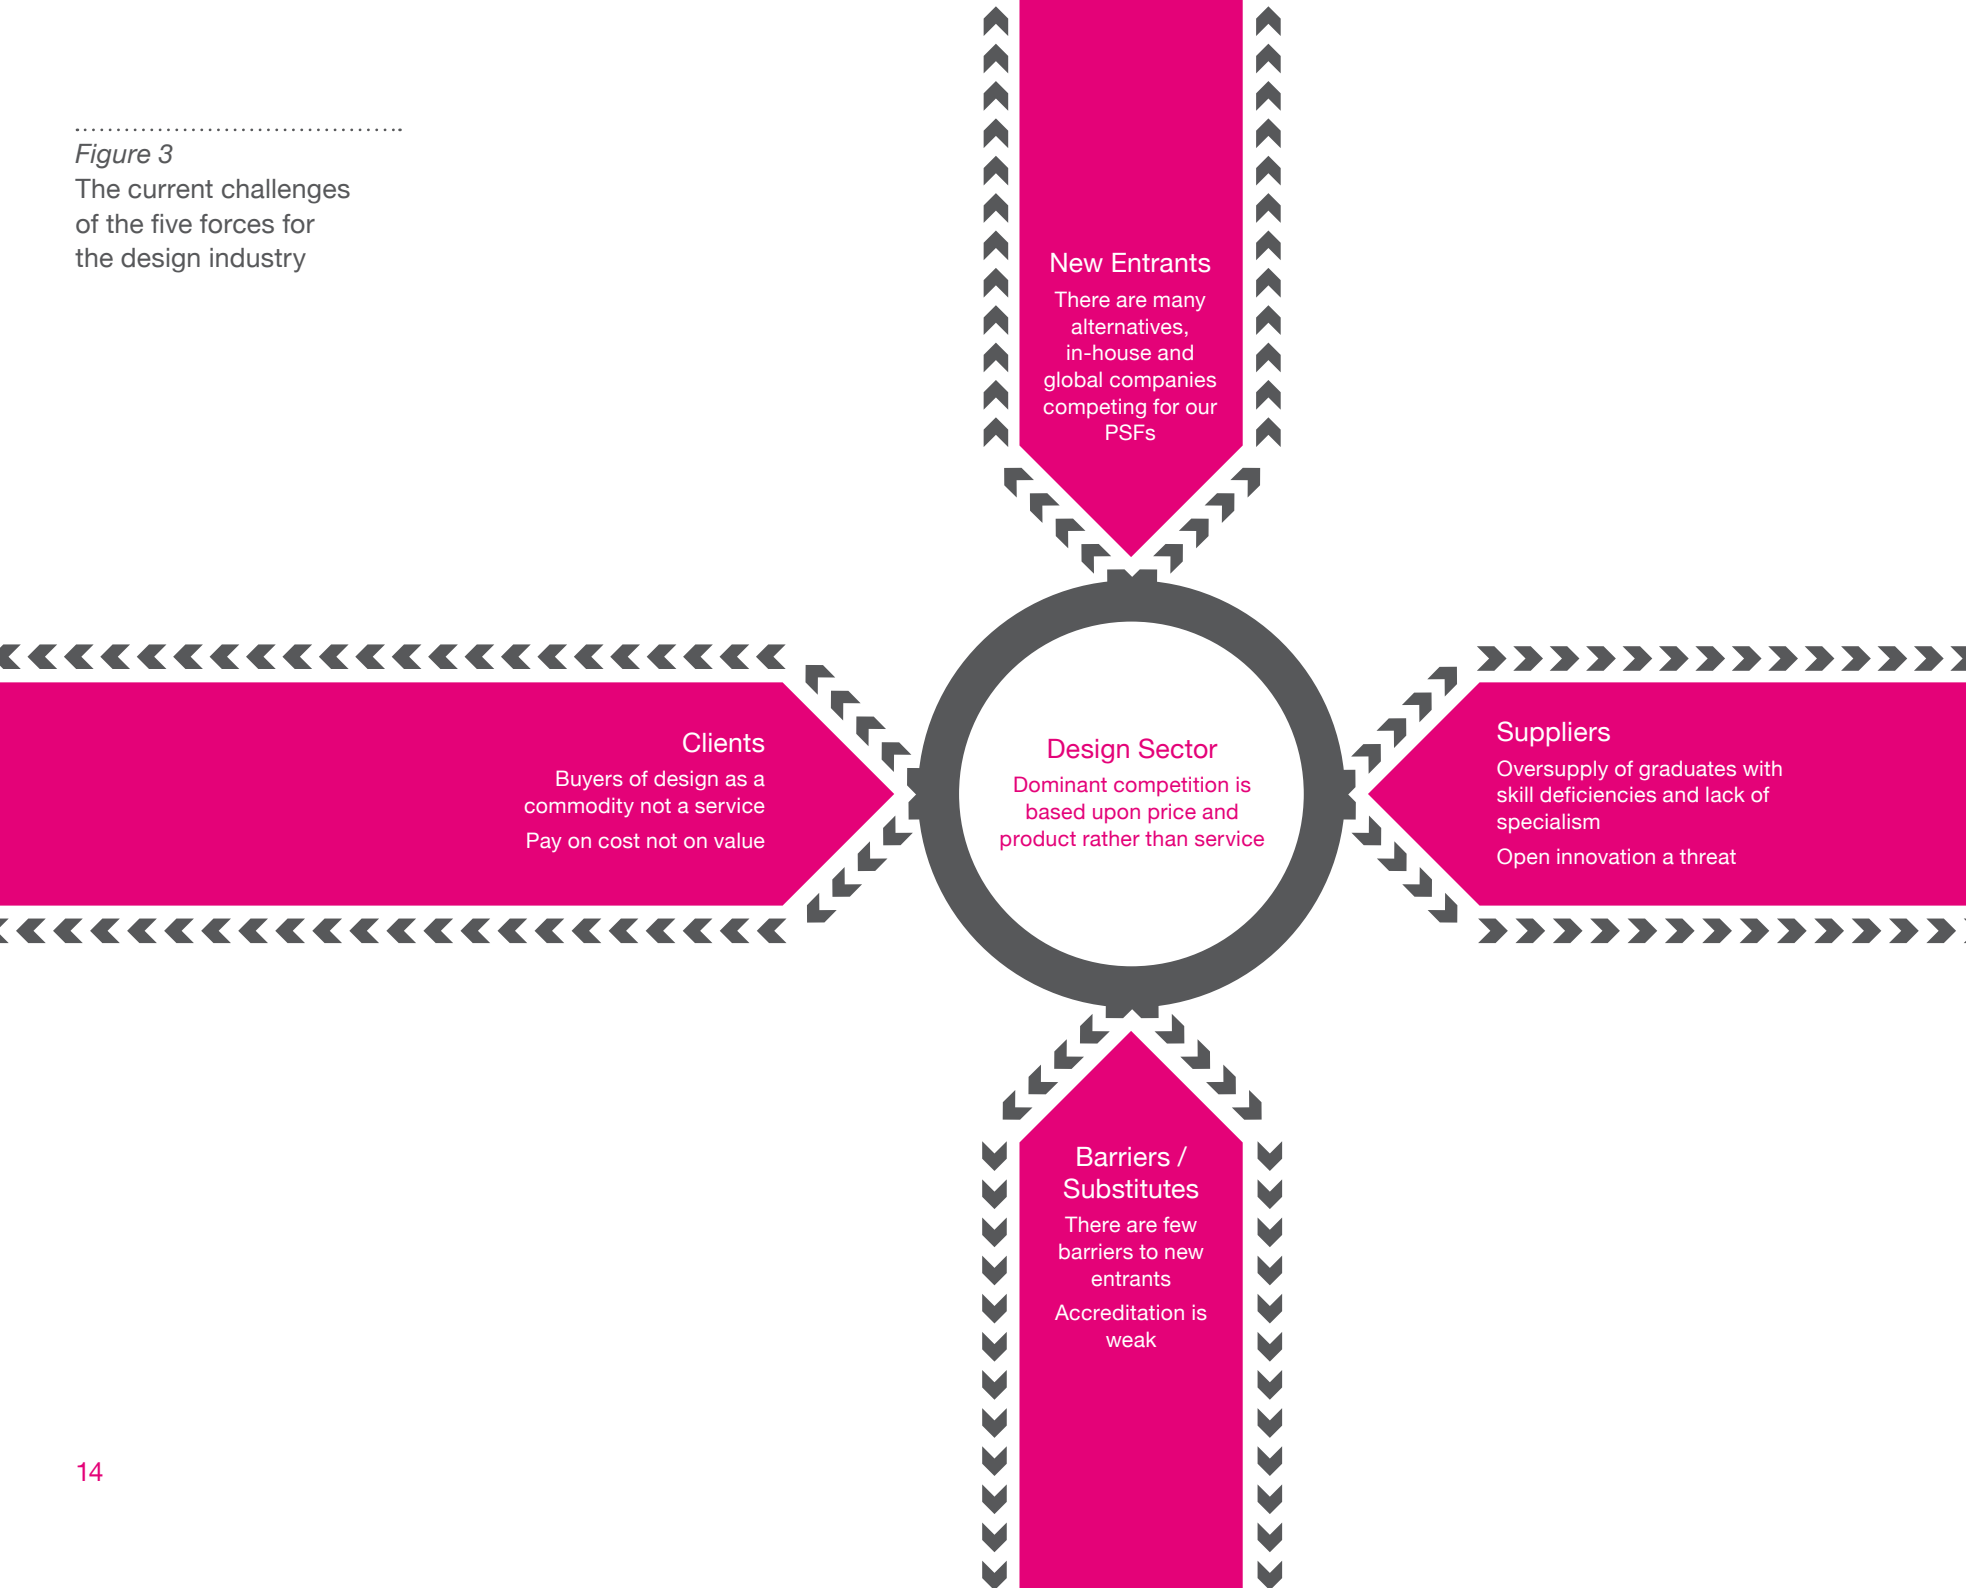 Figure 3
The current challenges
of the five forces for
the design industry
New Entrants
There are many
alternatives,
in-house and
global companies
competing for our
PSFs
Clients
Buyers of design as a
commodity not a service
Pay on cost not on value
Design Sector
Dominant competition is
based upon price and
product rather than service
Suppliers
Oversupply of graduates with
skill deficiencies and lack of
specialism
Open innovation a threat
Barriers /
Substitutes
There are few
barriers to new
entrants
Accreditation is
weak
14